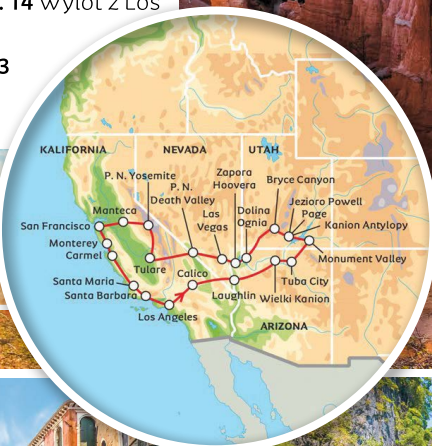 . 14 Wylot z Los
3
KALIFORNIA
NEVADA
UTAH
P. N. Yosemite
P. N.
Death Valley
Zapora
Hoovera
Bryce Canyon
Las
Vegas
Dolina
Ognia
Jezioro Powell
Page
Kanion Antylopy
Manteca
San Francisco
Monterey
Carmel
Tulare
Calico
Monument Valley
Tuba City
Santa Maria
Santa Barbara
Laughlin
Wielki Kanion
Los Angeles
ARIZONA